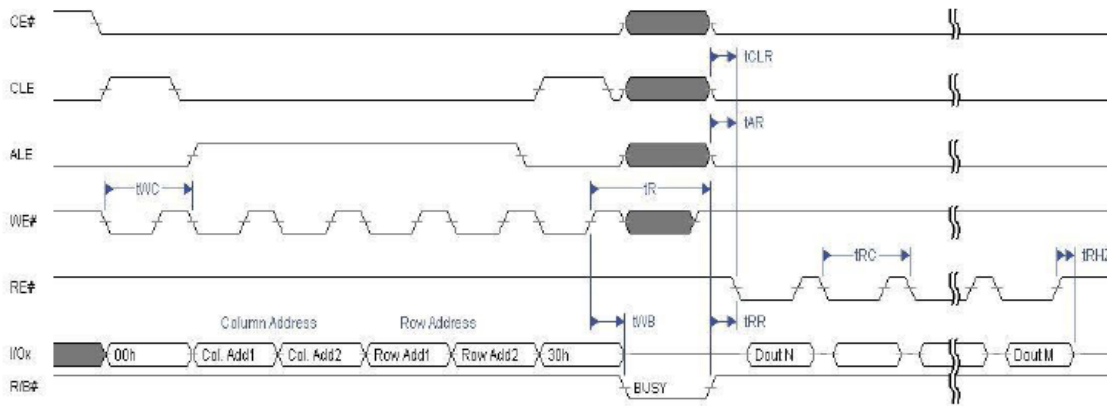 CE#
tCLR
CLE
tAR
ALE
tWC
tR
WE#
tRC
tRHZ
RE#
Column Address
Row Address
tWB
tRR
I/Ox
00h
Col. Add1
Col. Add2
Row Add1
Row Add2
30h
Dout N
Dout M
R/B#
BUSY